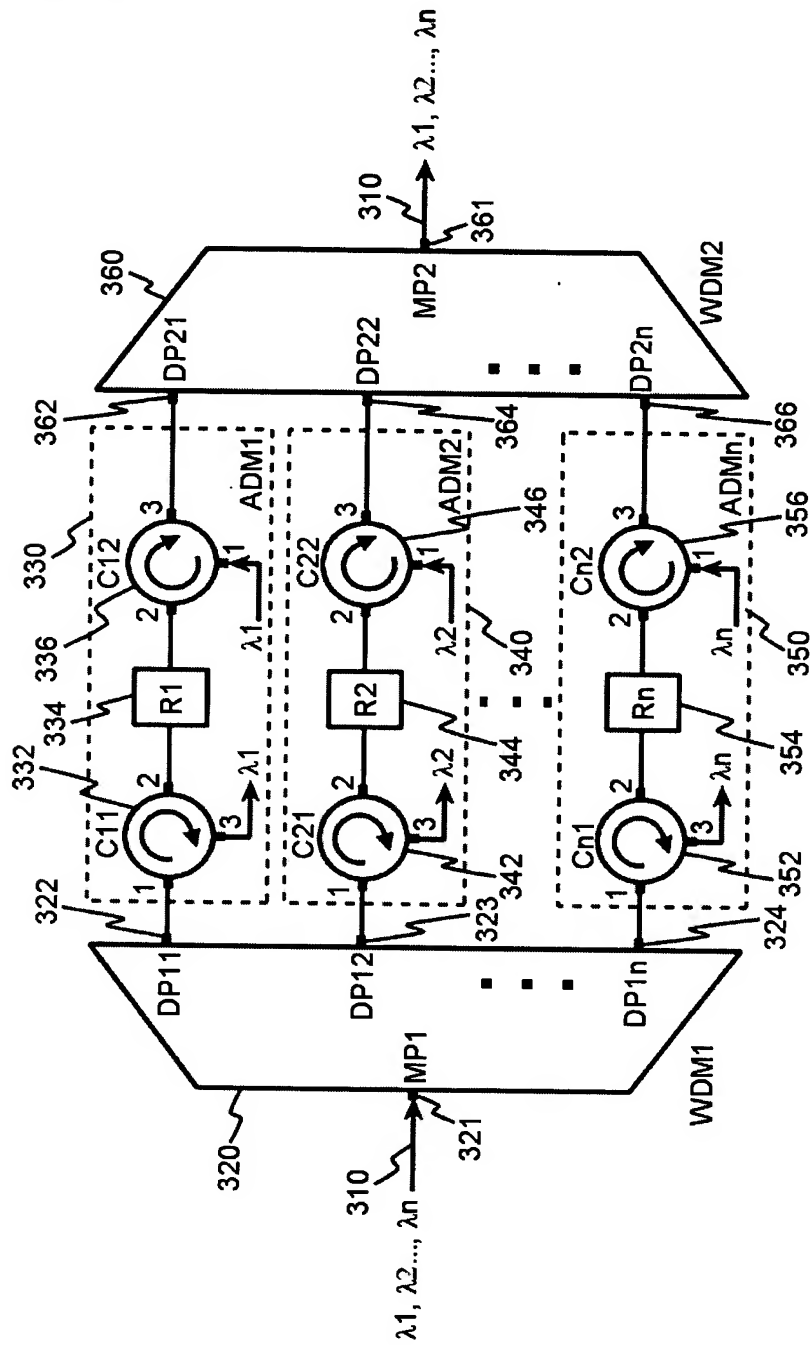 λ1, λ2..., λn
310
321
320
MP1
DP11
DP12
DP1n
WDM1
322
323
324
330
332
334
336
C11
1
2
3
λ1
R1
C12
2
1
3
λ1
ADM1
340
342
344
346
C21
1
2
3
λ2
R2
C22
2
1
3
λ2
ADM2
350
352
354
356
Cn1
1
2
3
λn
Rn
Cn2
2
1
3
λn
ADMn
362
364
366
360
DP21
DP22
DP2n
MP2
WDM2
361
310
λ1, λ2..., λn